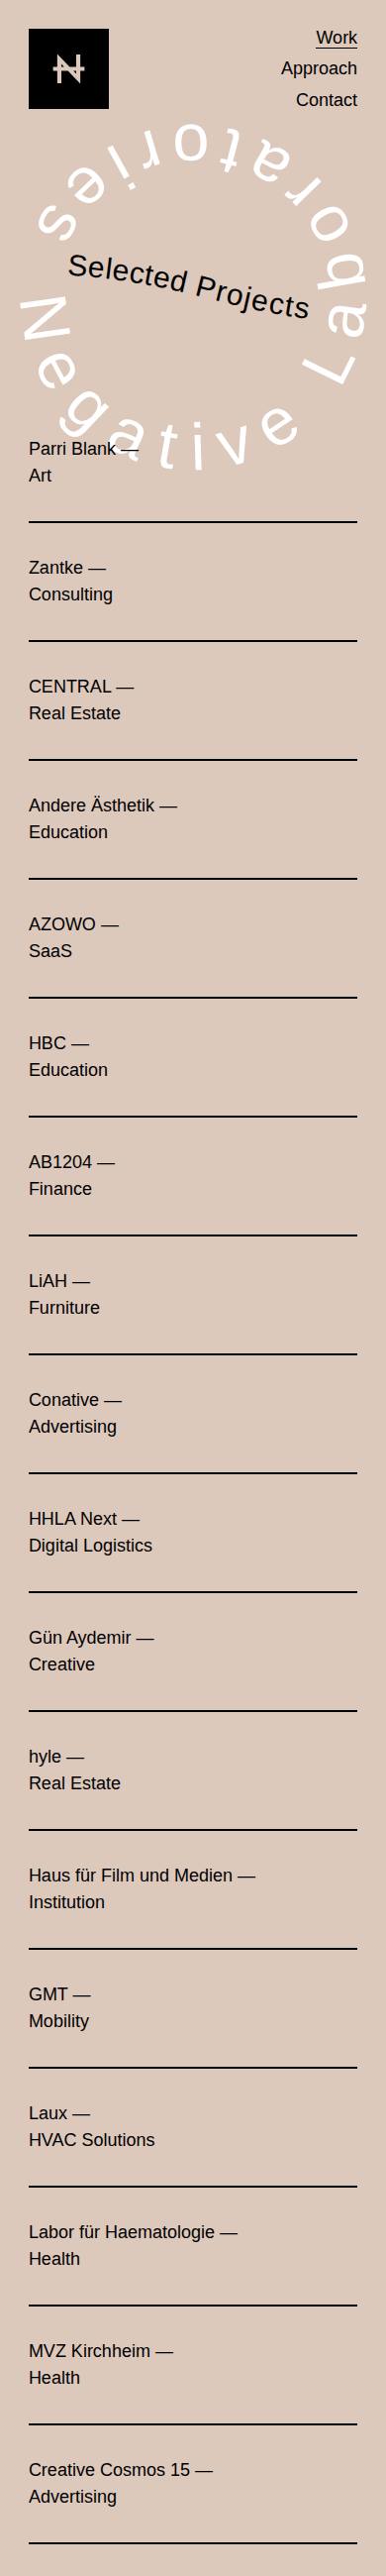 Work
Approach
Contact
Negative Laboratories
Selected Projects
Parri Blank —
Art
Zantke —
Consulting
CENTRAL —
Real Estate
Andere Ästhetik —
Education
AZOWO —
SaaS
HBC —
Education
AB1204 —
Finance
LiAH —
Furniture
Conative —
Advertising
HHLA Next —
Digital Logistics
Gün Aydemir —
Creative
hyle —
Real Estate
Haus für Film und Medien —
Institution
GMT —
Mobility
Laux —
HVAC Solutions
Labor für Haematologie —
Health
MVZ Kirchheim —
Health
Creative Cosmos 15 —
Advertising